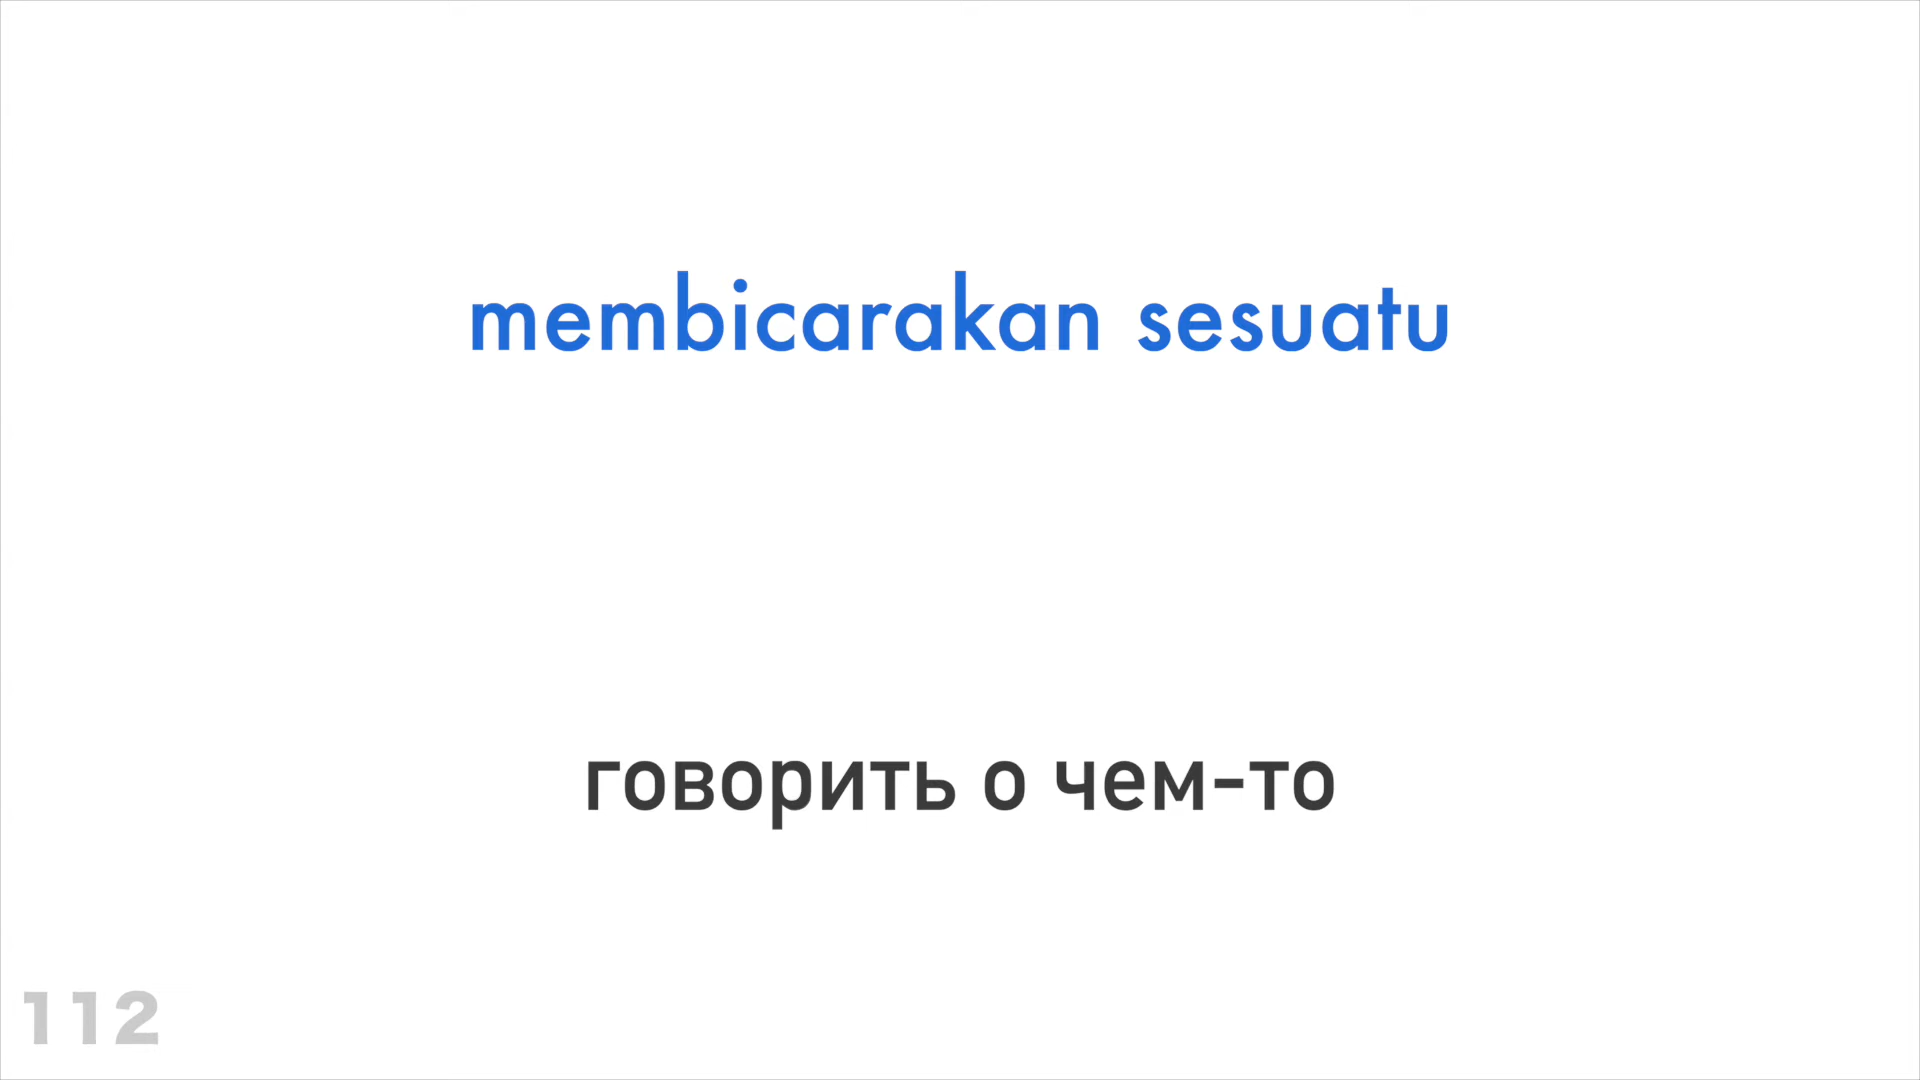 membicarakan sesuatu
говорить о чем-то
112